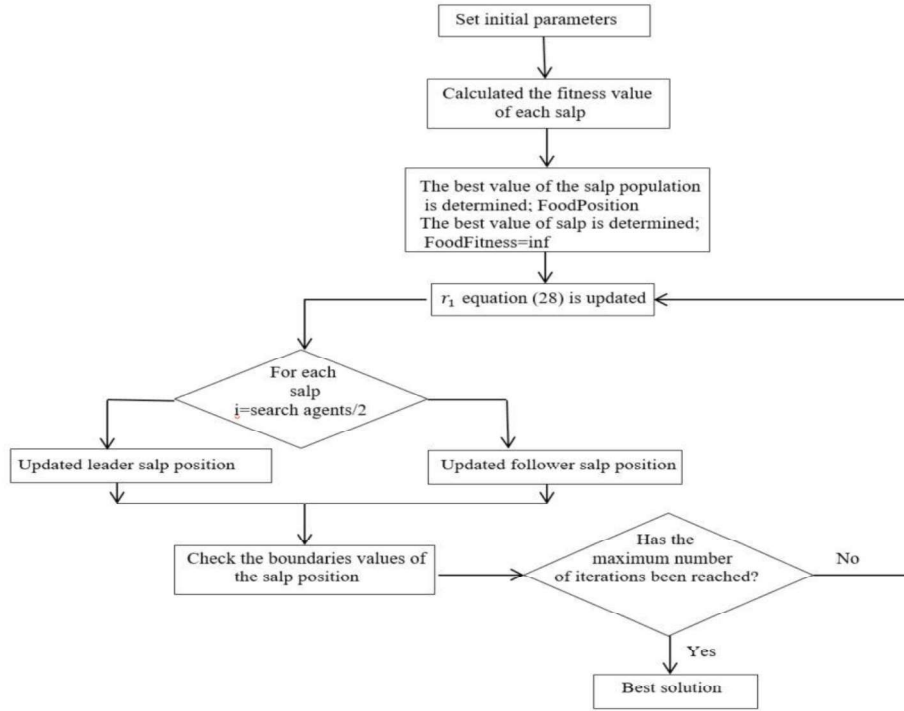 Set initial parameters
Calculated the fitness value
of each salp
The best value of the salp population
is determined; FoodPosition
The best value of salp is determined;
FoodFitness=inf
r₁ equation (28) is updated
For each
salp
i=search agents/2
Updated leader salp position
Updated follower salp position
Check the boundaries values of
the salp position
Has the
maximum number
of iterations been reached?
No
Yes
Best solution